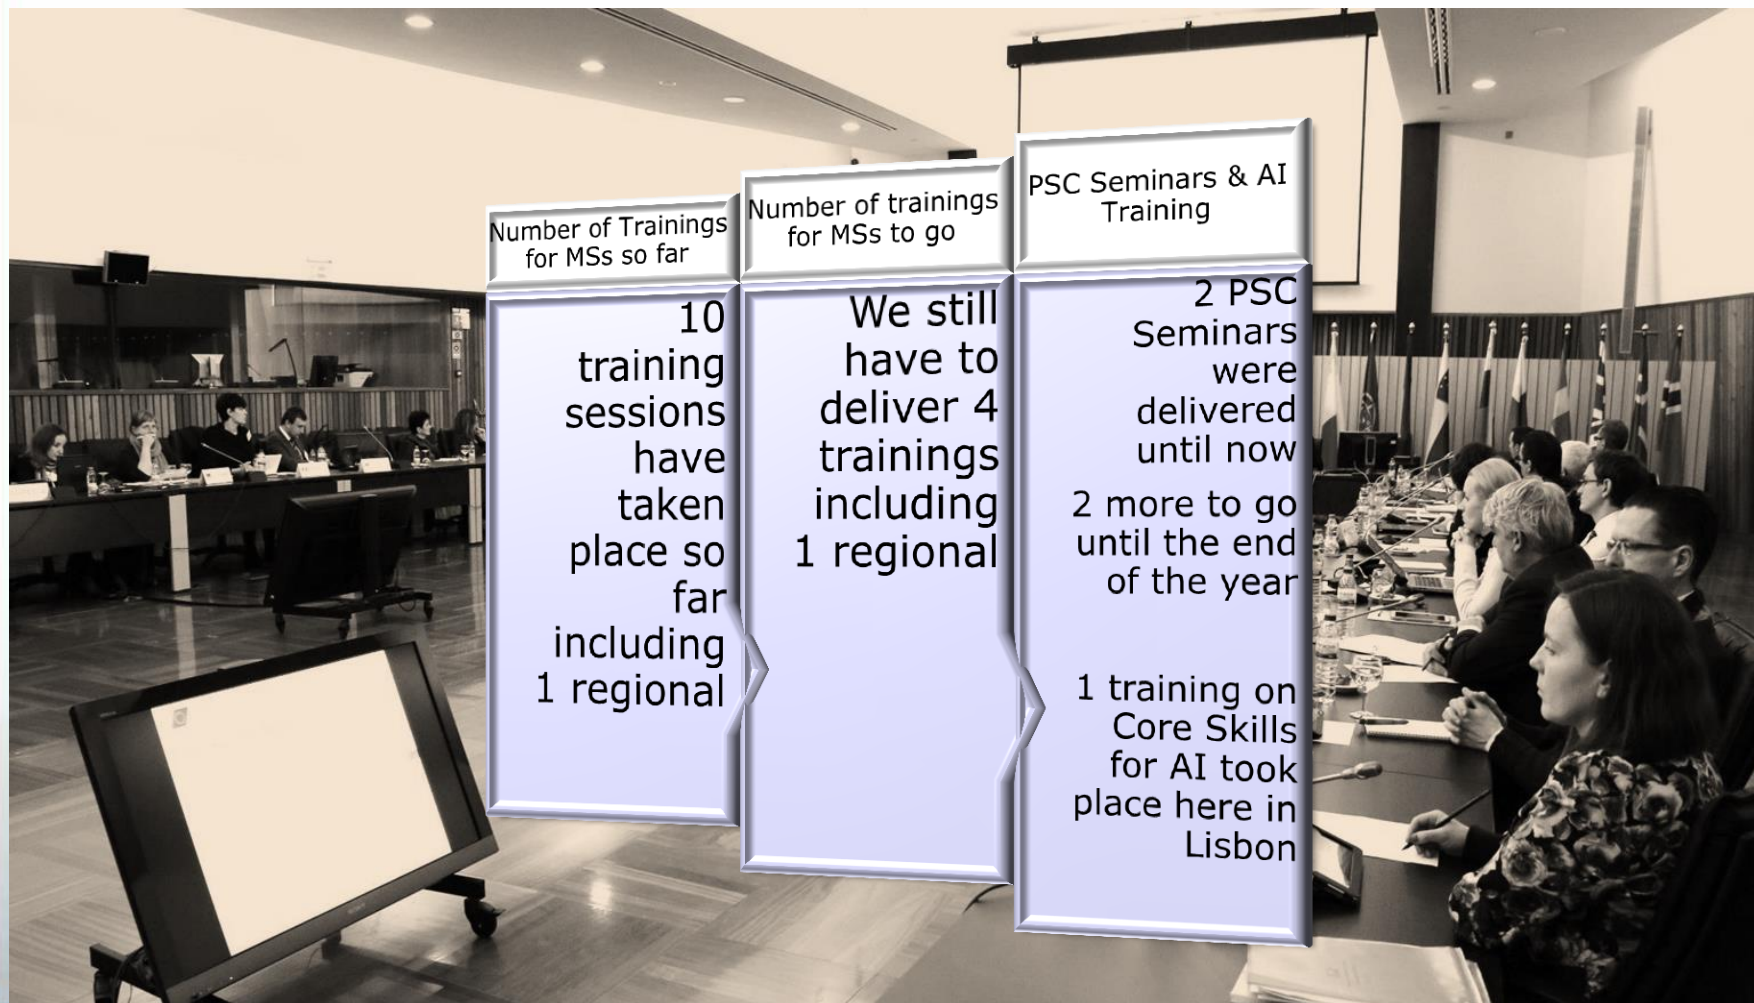 Number of Trainings
for MSs so far
10
training
sessions
have
taken
place so
far
including
1 regional
Number of trainings
for MSs to go
We still
have to
deliver 4
trainings
including
1 regional
PSC Seminars & AI
Training
2 PSC
Seminars
were
delivered
until now
2 more to go
until the end
of the year
1 training on
Core Skills
for AI took
place here in
Lisbon